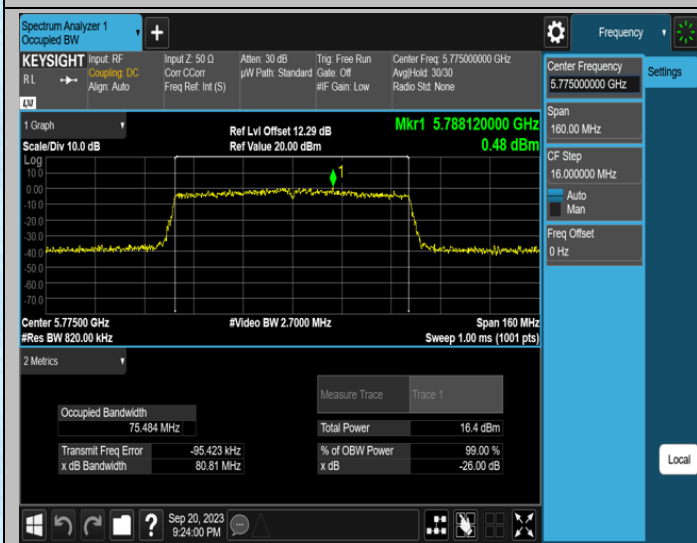 Spectrum Analyzer 1
Occupied BW
Frequency
KEYSIGHT
R L
LXI
Input: RF
Coupling: DC
Align: Auto
Input Z: 50 Ω
Corr CCorr
Freq Ref: Int (S)
Atten: 30 dB
µW Path: Standard
Trig: Free Run
Gate: Off
#IF Gain: Low
Center Freq: 5.775000000 GHz
Avg|Hold: 30/30
Radio Std: None
Center Frequency
5.775000000 GHz
Settings
Span
160.00 MHz
CF Step
16.000000 MHz
Auto
Man
Freq Offset
0 Hz
Local
1 Graph
Scale/Div 10.0 dB
Ref Lvl Offset 12.29 dB
Ref Value 20.00 dBm
Mkr1 5.788120000 GHz
0.48 dBm
Log
10.0
0.00
-10.0
-20.0
-30.0
-40.0
-50.0
-60.0
-70.0
1
Center 5.77500 GHz
#Res BW 820.00 kHz
#Video BW 2.7000 MHz
Span 160 MHz
Sweep 1.00 ms (1001 pts)
2 Metrics
Measure Trace Trace 1
Occupied Bandwidth
75.484 MHz
Total Power 16.4 dBm
Transmit Freq Error -95.423 kHz
% of OBW Power 99.00 %
x dB Bandwidth 80.81 MHz
x dB -26.00 dB
Sep 20, 2023
9:24:00 PM